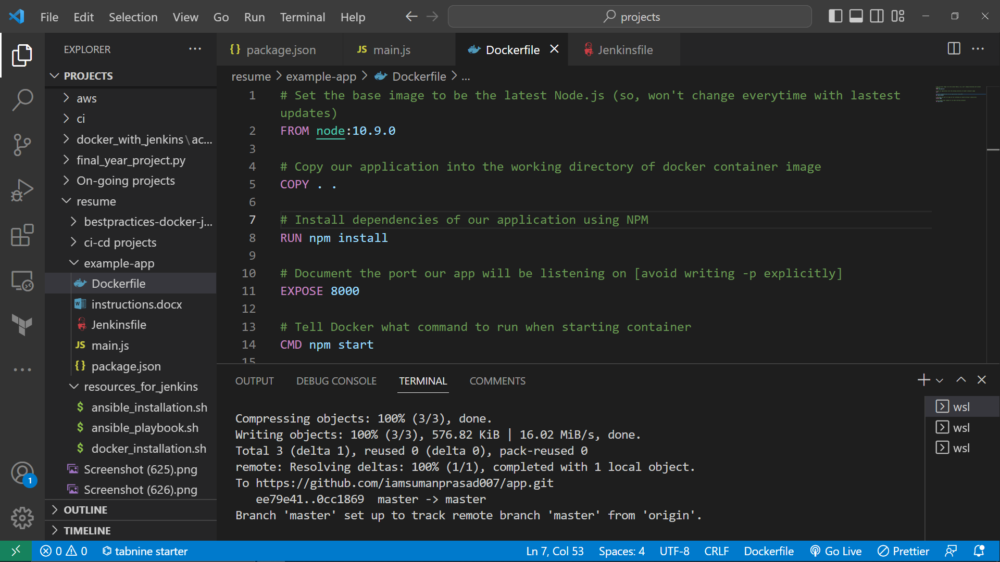 File Edit Selection View Go Run Terminal Help
projects
EXPLORER
PROJECTS
aws
ci
docker_with_jenkins\ac...
final_year_project.py
On-going projects
resume
bestpractices-docker-j...
ci-cd projects
example-app
Dockerfile
instructions.docx
Jenkinsfile
JS main.js
{} package.json
resources_for_jenkins
$ ansible_installation.sh
$ ansible_playbook.sh
$ docker_installation.sh
Screenshot (625).png
Screenshot (626).png
OUTLINE
TIMELINE
1
{} package.json JS main.js Dockerfile Jenkinsfile
resume > example-app > Dockerfile > ...
1 # Set the base image to be the latest Node.js (so, won't change everytime with lastest
updates)
2 FROM node:10.9.0
3
4 # Copy our application into the working directory of docker container image
5 COPY . .
6
7 # Install dependencies of our application using NPM
8 RUN npm install
9
10 # Document the port our app will be listening on [avoid writing -p explicitly]
11 EXPOSE 8000
12
13 # Tell Docker what command to run when starting container
14 CMD npm start
15
OUTPUT DEBUG CONSOLE TERMINAL COMMENTS
Compressing objects: 100% (3/3), done.
Writing objects: 100% (3/3), 576.82 KiB | 16.02 MiB/s, done.
Total 3 (delta 1), reused 0 (delta 0), pack-reused 0
remote: Resolving deltas: 100% (1/1), completed with 1 local object.
To https://github.com/iamsumanprasad007/app.git
ee79e41..0cc1869 master -> master
Branch 'master' set up to track remote branch 'master' from 'origin'.
wsl
wsl
wsl
0 0 tabnine starter
Ln 7, Col 53 Spaces: 4 UTF-8 CRLF Dockerfile Go Live Prettier